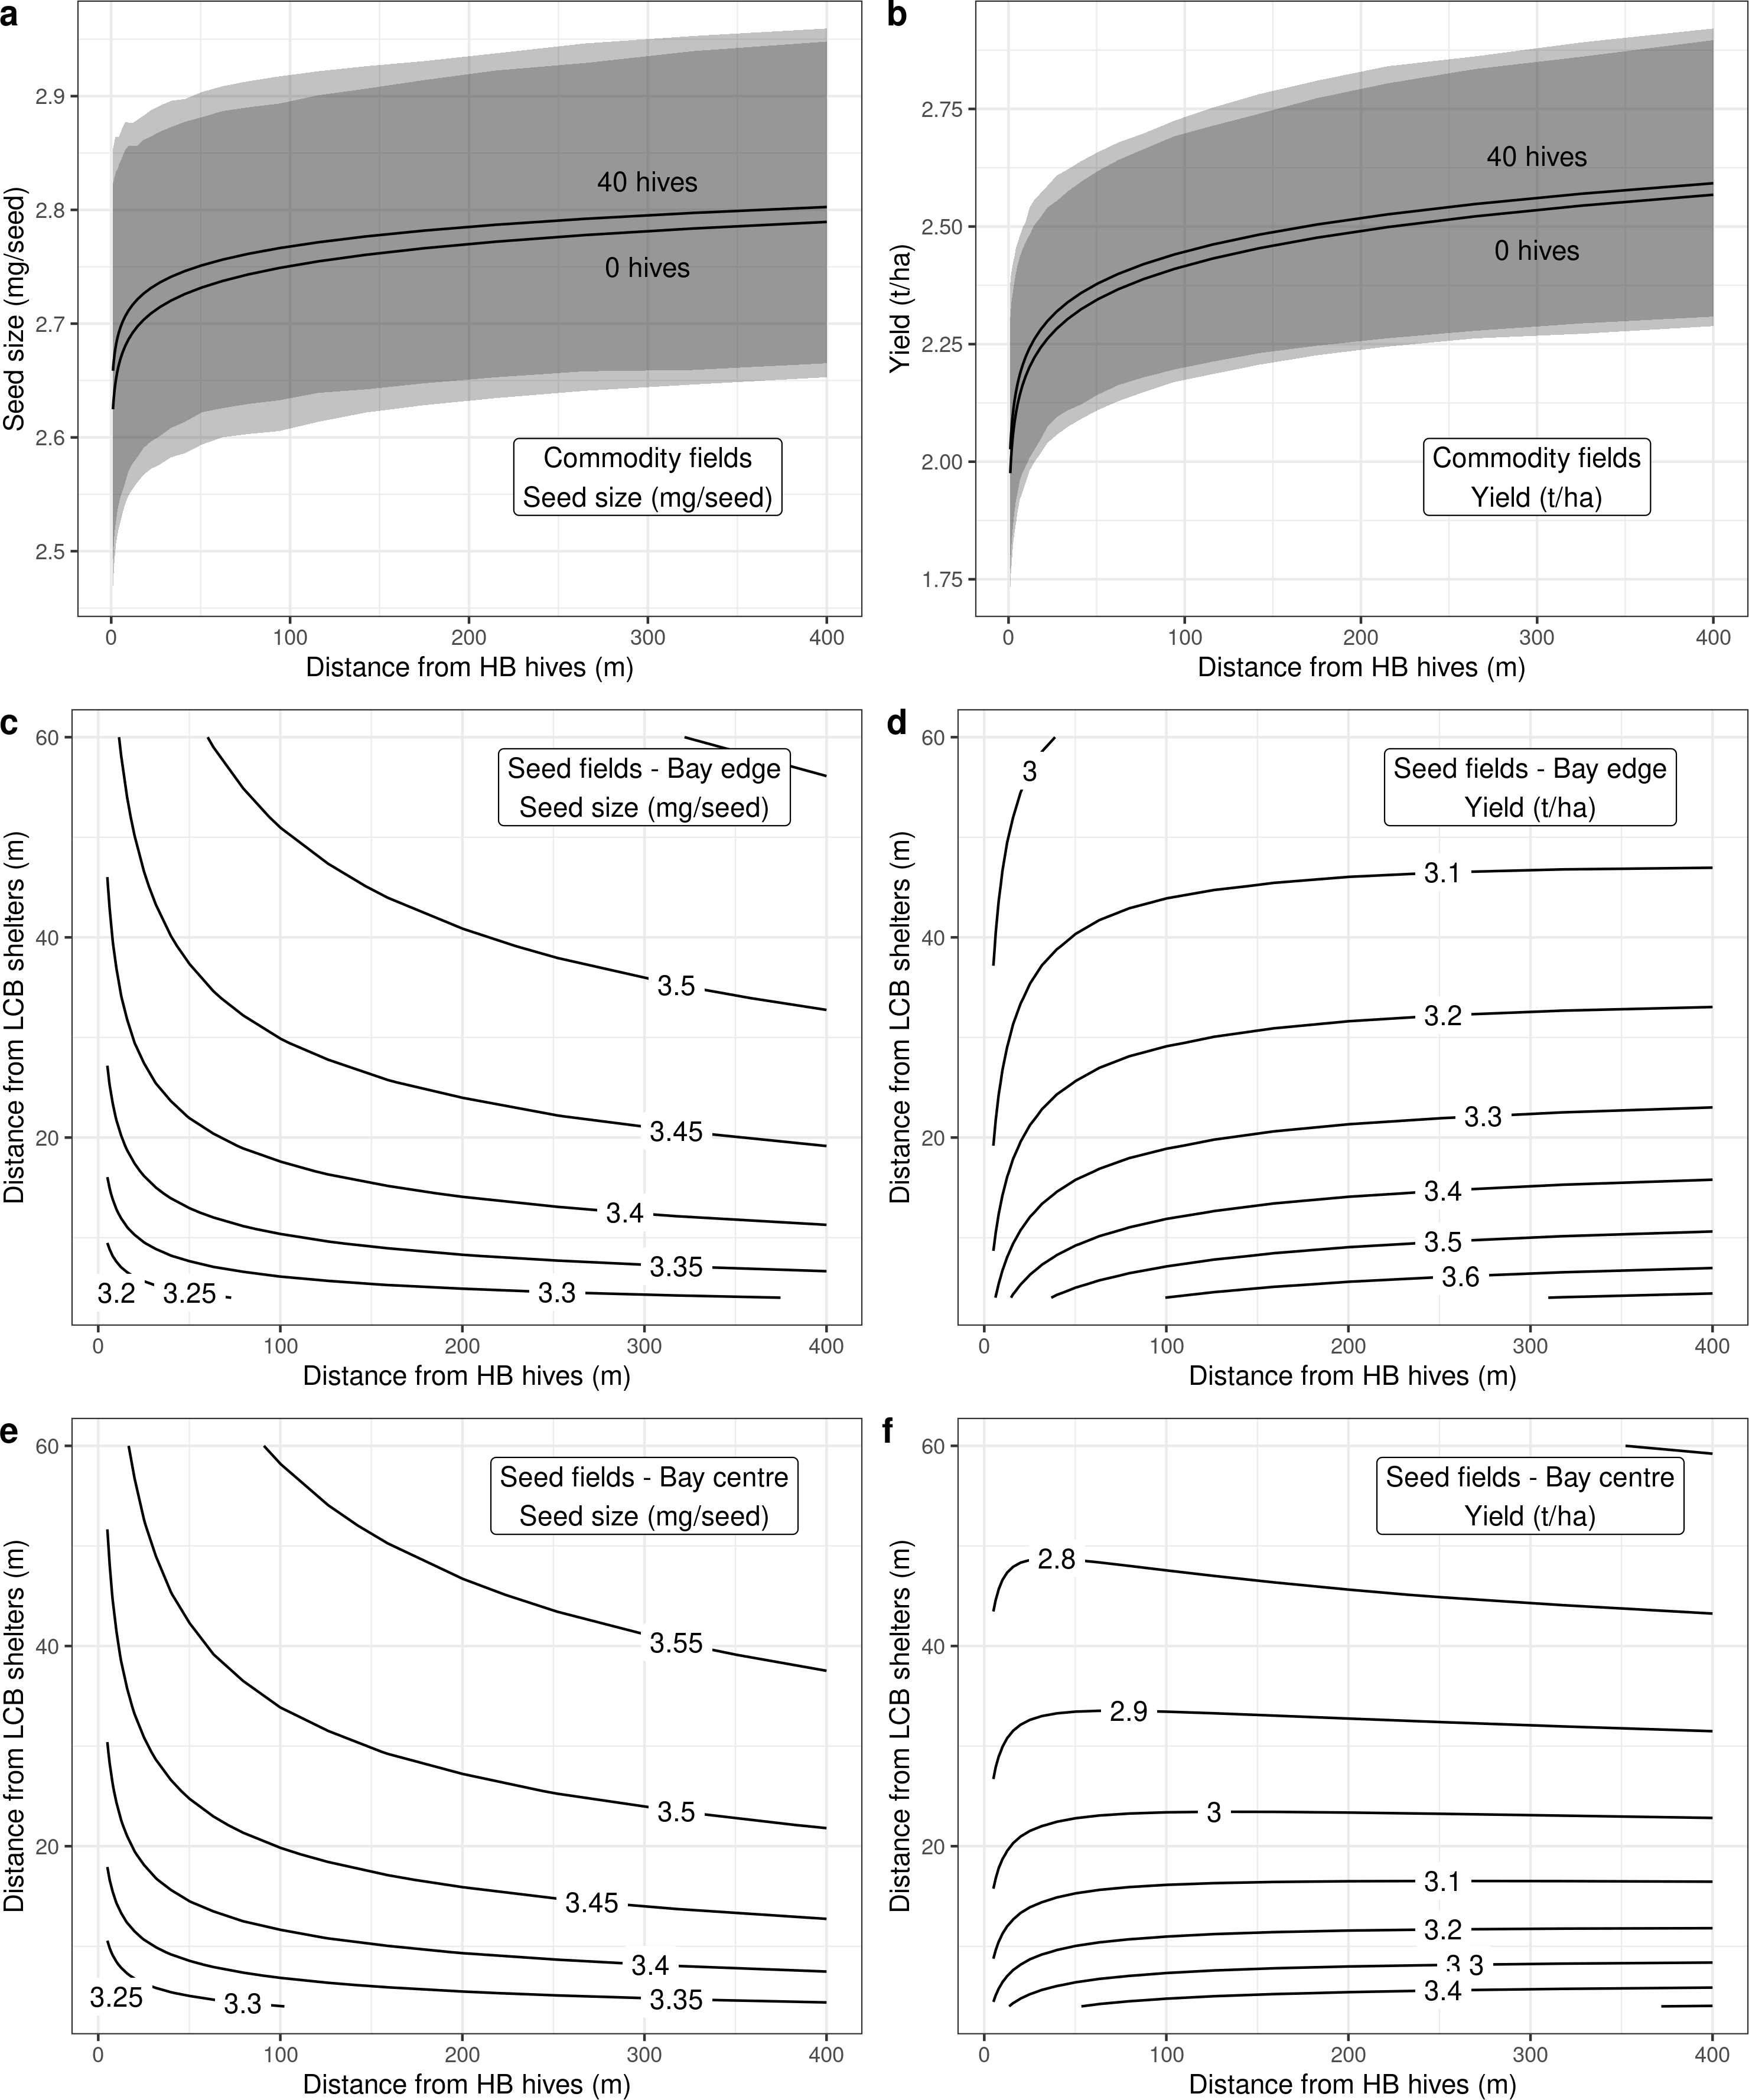 a
b
2.9
2.8
2.7
2.6
2.5
Seed size (mg/seed)
40 hives
0 hives
Commodity fields
Seed size (mg/seed)
0
100
200
300
400
Distance from HB hives (m)
2.75
2.50
2.25
2.00
1.75
Yield (t/ha)
40 hives
0 hives
Commodity fields
Yield (t/ha)
0
100
200
300
400
Distance from HB hives (m)
c
60
40
20
Distance from LCB shelters (m)
Seed fields - Bay edge
Seed size (mg/seed)
3.5
3.45
3.4
3.35
3.3
3.25
3.2
0
100
200
300
400
Distance from HB hives (m)
d
60
40
20
Distance from LCB shelters (m)
Seed fields - Bay edge
Yield (t/ha)
3
3.1
3.2
3.3
3.4
3.5
3.6
0
100
200
300
400
Distance from HB hives (m)
e
60
40
20
Distance from LCB shelters (m)
Seed fields - Bay centre
Seed size (mg/seed)
3.55
3.5
3.45
3.4
3.35
3.3
3.25
0
100
200
300
400
Distance from HB hives (m)
f
60
40
20
Distance from LCB shelters (m)
Seed fields - Bay centre
Yield (t/ha)
2.8
2.9
3
3.1
3.2
3.3
3.4
0
100
200
300
400
Distance from HB hives (m)